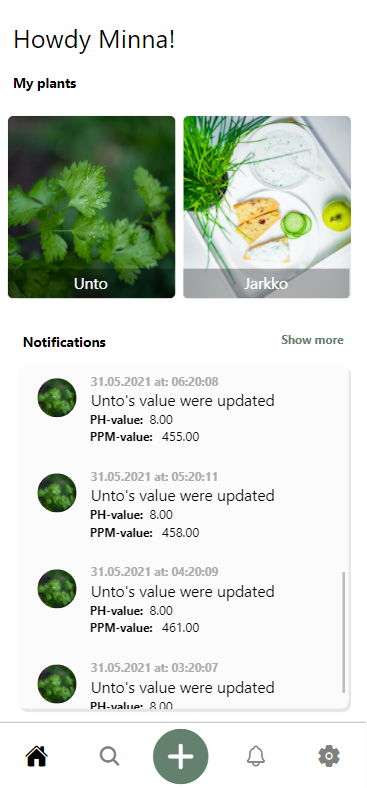 Howdy Minna!
My plants
Unto
Jarkko
Notifications
Show more
31.05.2021 at: 06:20:08
Unto's value were updated
PH-value: 8.00
PPM-value: 455.00
31.05.2021 at: 05:20:11
Unto's value were updated
PH-value: 8.00
PPM-value: 458.00
31.05.2021 at: 04:20:09
Unto's value were updated
PH-value: 8.00
PPM-value: 461.00
31.05.2021 at: 03:20:07
Unto's value were updated
PH-value: 8.00